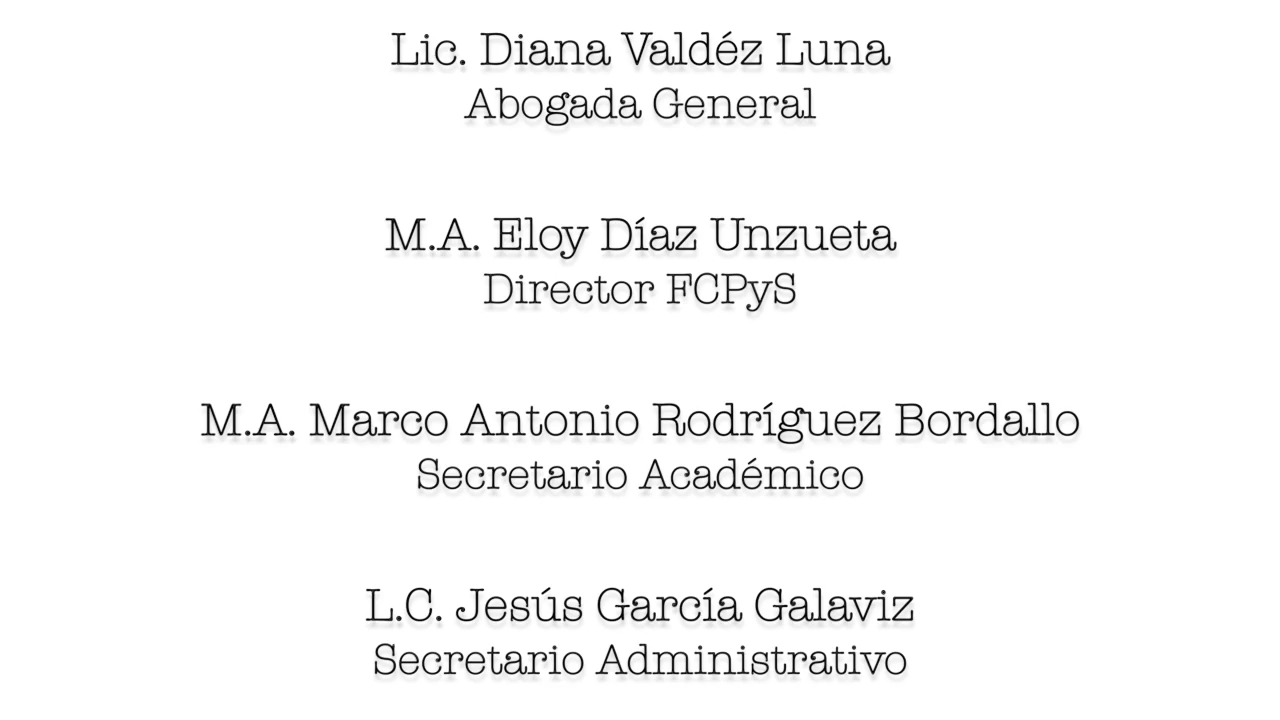 Lic. Diana Valdéz Luna
Abogada General
M.A. Eloy Díaz Unzueta
Director FCPyS
M.A. Marco Antonio Rodríguez Bordallo
Secretario Académico
L.C. Jesús García Galaviz
Secretario Administrativo